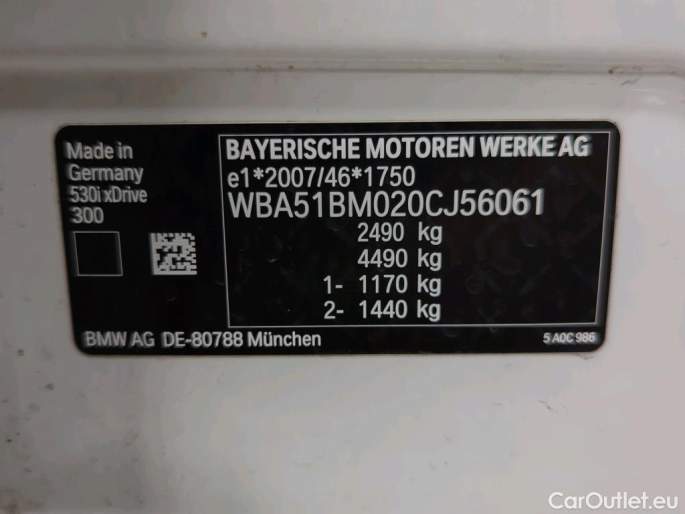 Made in
Germany
530i xDrive
300
BAYERISCHE MOTOREN WERKE AG
e1*2007/46*1750
WBA51BM020CJ56061
2490 kg
4490 kg
1- 1170 kg
2- 1440 kg
BMW AG DE-80788 München
5 A0C 986
CarOutlet.eu